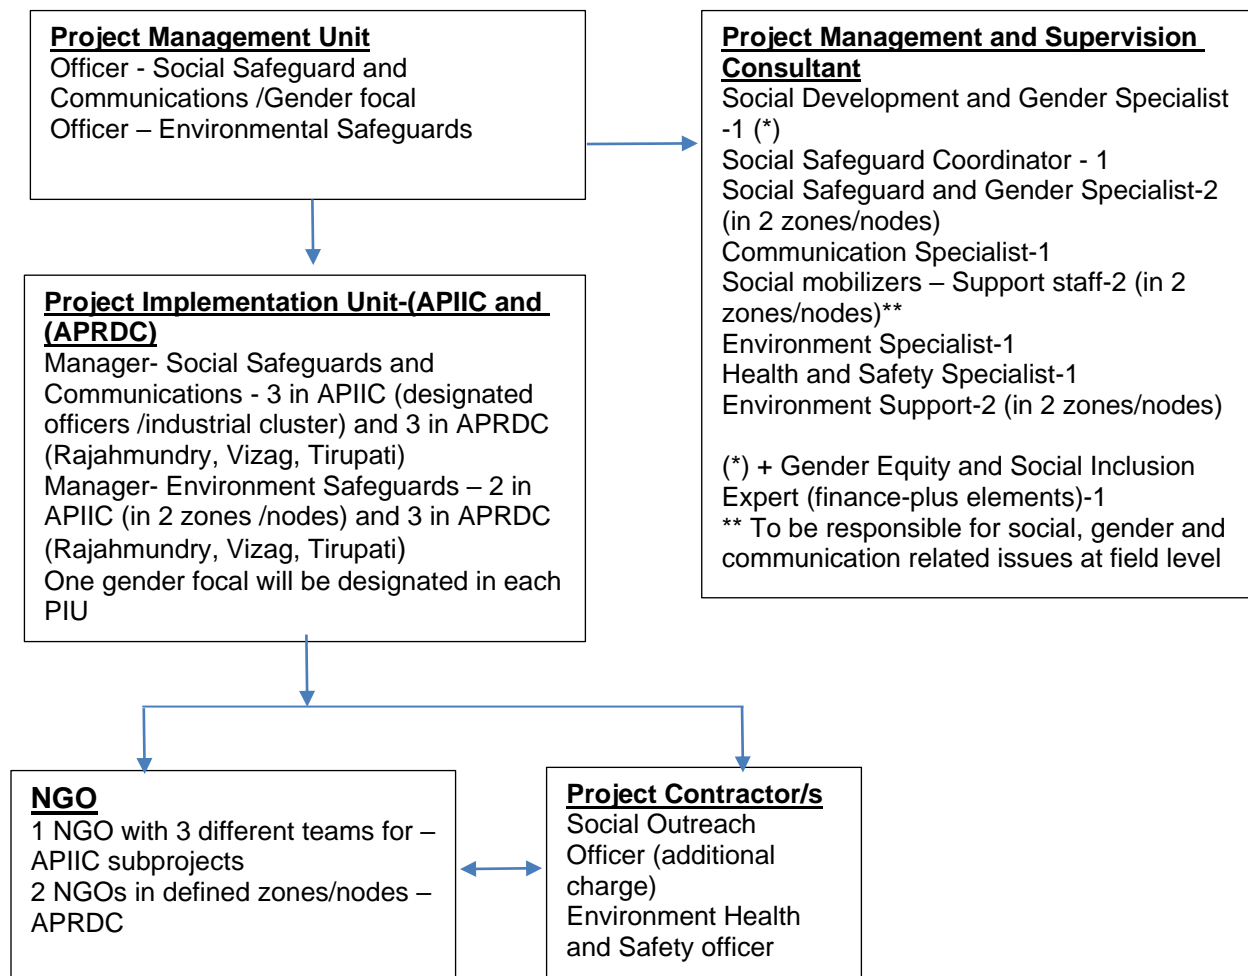 Project Management Unit
Officer - Social Safeguard and
Communications /Gender focal
Officer – Environmental Safeguards
Project Management and Supervision
Consultant
Social Development and Gender Specialist
-1 (*)
Social Safeguard Coordinator - 1
Social Safeguard and Gender Specialist-2
(in 2 zones/nodes)
Communication Specialist-1
Social mobilizers – Support staff-2 (in 2
zones/nodes)**
Environment Specialist-1
Health and Safety Specialist-1
Environment Support-2 (in 2 zones/nodes)
(*) + Gender Equity and Social Inclusion
Expert (finance-plus elements)-1
** To be responsible for social, gender and
communication related issues at field level
Project Implementation Unit-(APIIC and
(APRDC)
Manager- Social Safeguards and
Communications - 3 in APIIC (designated
officers /industrial cluster) and 3 in APRDC
(Rajahmundry, Vizag, Tirupati)
Manager- Environment Safeguards – 2 in
APIIC (in 2 zones /nodes) and 3 in APRDC
(Rajahmundry, Vizag, Tirupati)
One gender focal will be designated in each
PIU
NGO
1 NGO with 3 different teams for –
APIIC subprojects
2 NGOs in defined zones/nodes –
APRDC
Project Contractor/s
Social Outreach
Officer (additional
charge)
Environment Health
and Safety officer